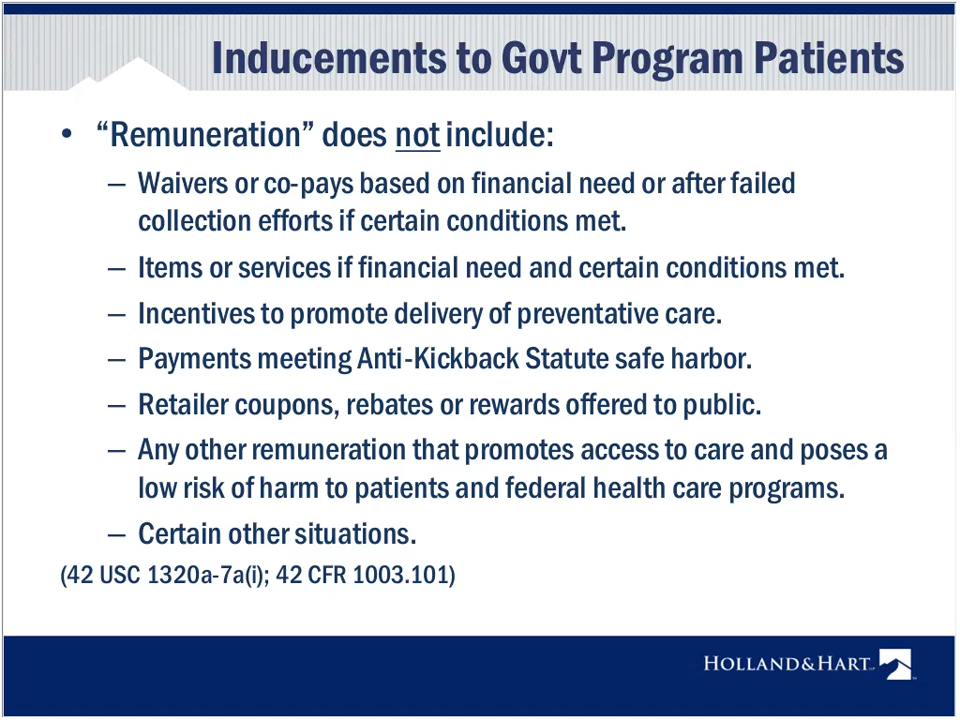 Inducements to Govt Program Patients
• “Remuneration” does not include:
– Waivers or co-pays based on financial need or after failed
collection efforts if certain conditions met.
– Items or services if financial need and certain conditions met.
– Incentives to promote delivery of preventative care.
– Payments meeting Anti-Kickback Statute safe harbor.
– Retailer coupons, rebates or rewards offered to public.
– Any other remuneration that promotes access to care and poses a
low risk of harm to patients and federal health care programs.
– Certain other situations.
(42 USC 1320a-7a(i); 42 CFR 1003.101)
HOLLAND&HART